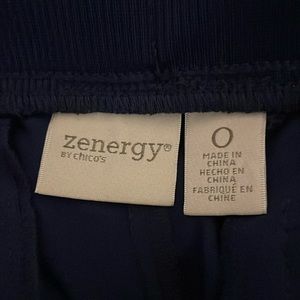 zenergy®
BY chico's
0
MADE IN
CHINA
HECHO EN
CHINA
FABRIQUÉ EN
CHINE